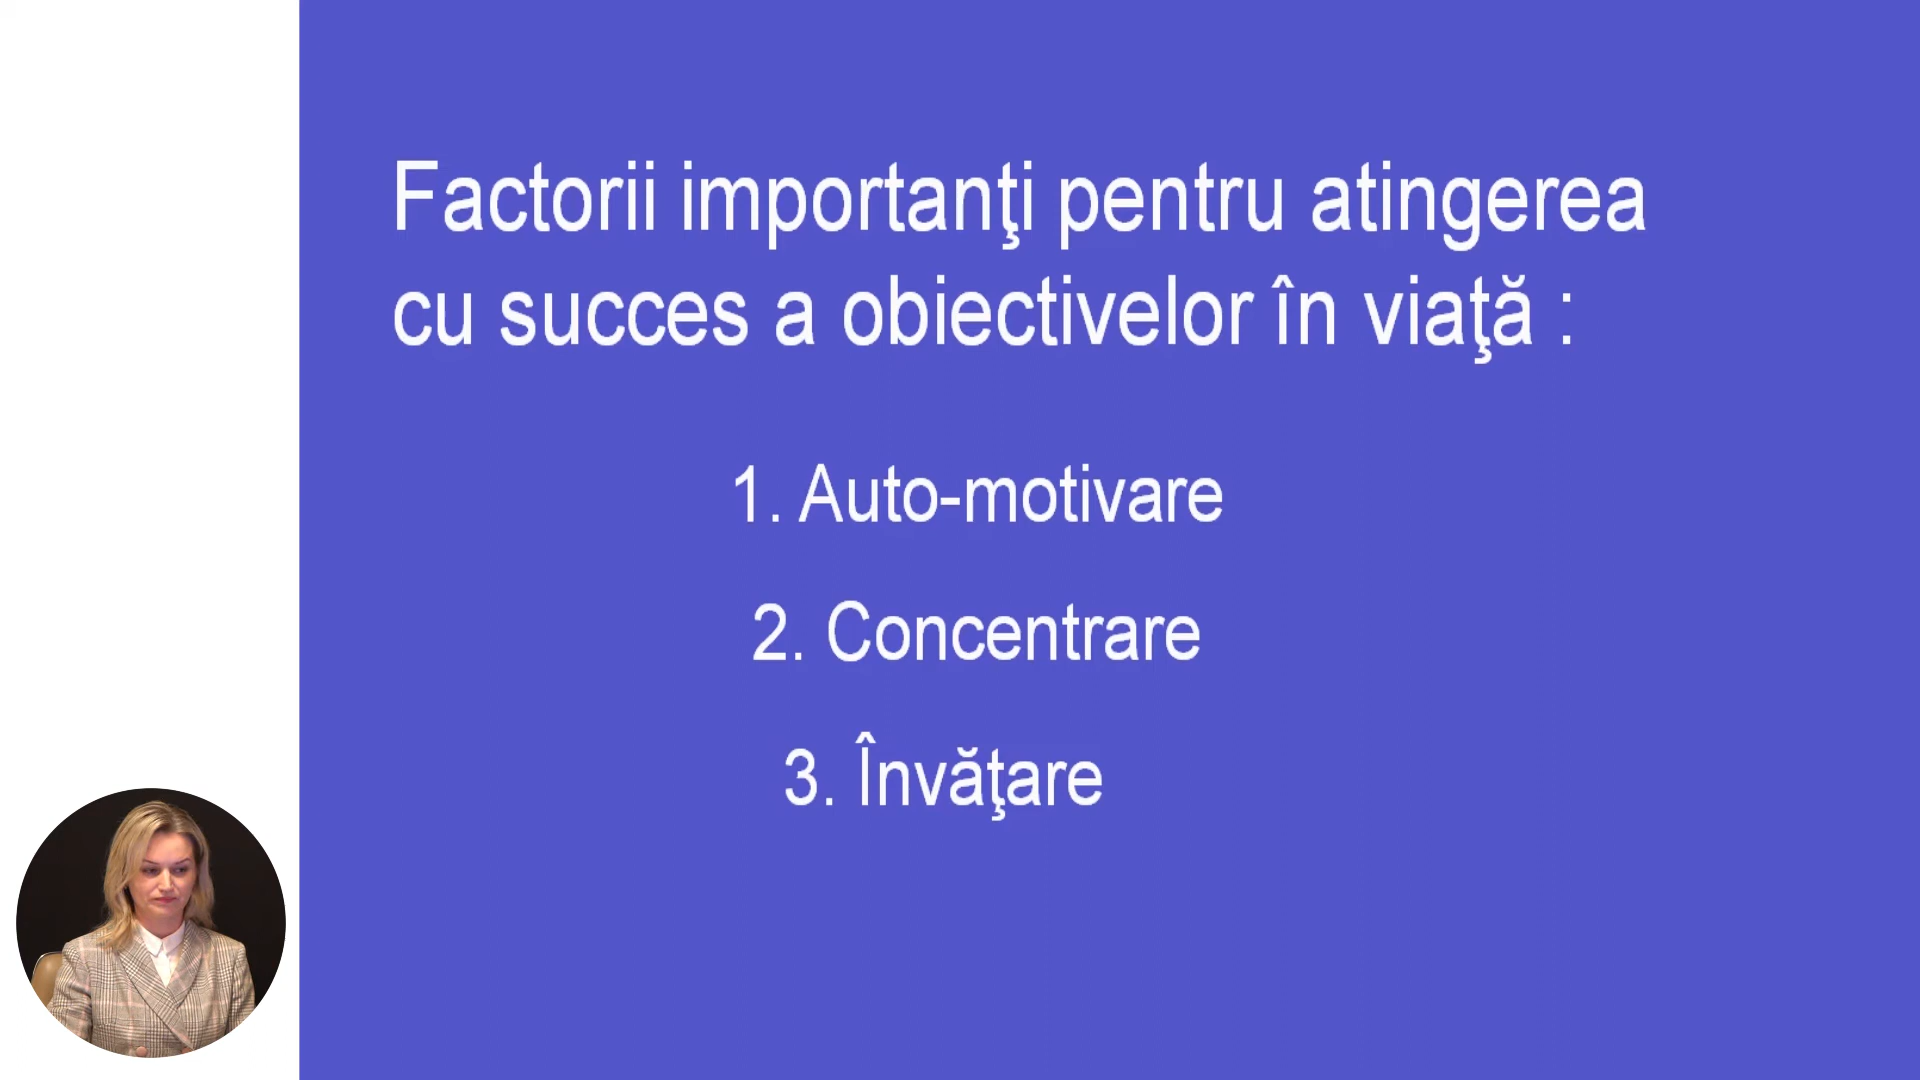 Factorii importanţi pentru atingerea
cu succes a obiectivelor în viaţă :
1. Auto-motivare
2. Concentrare
3. Învăţare